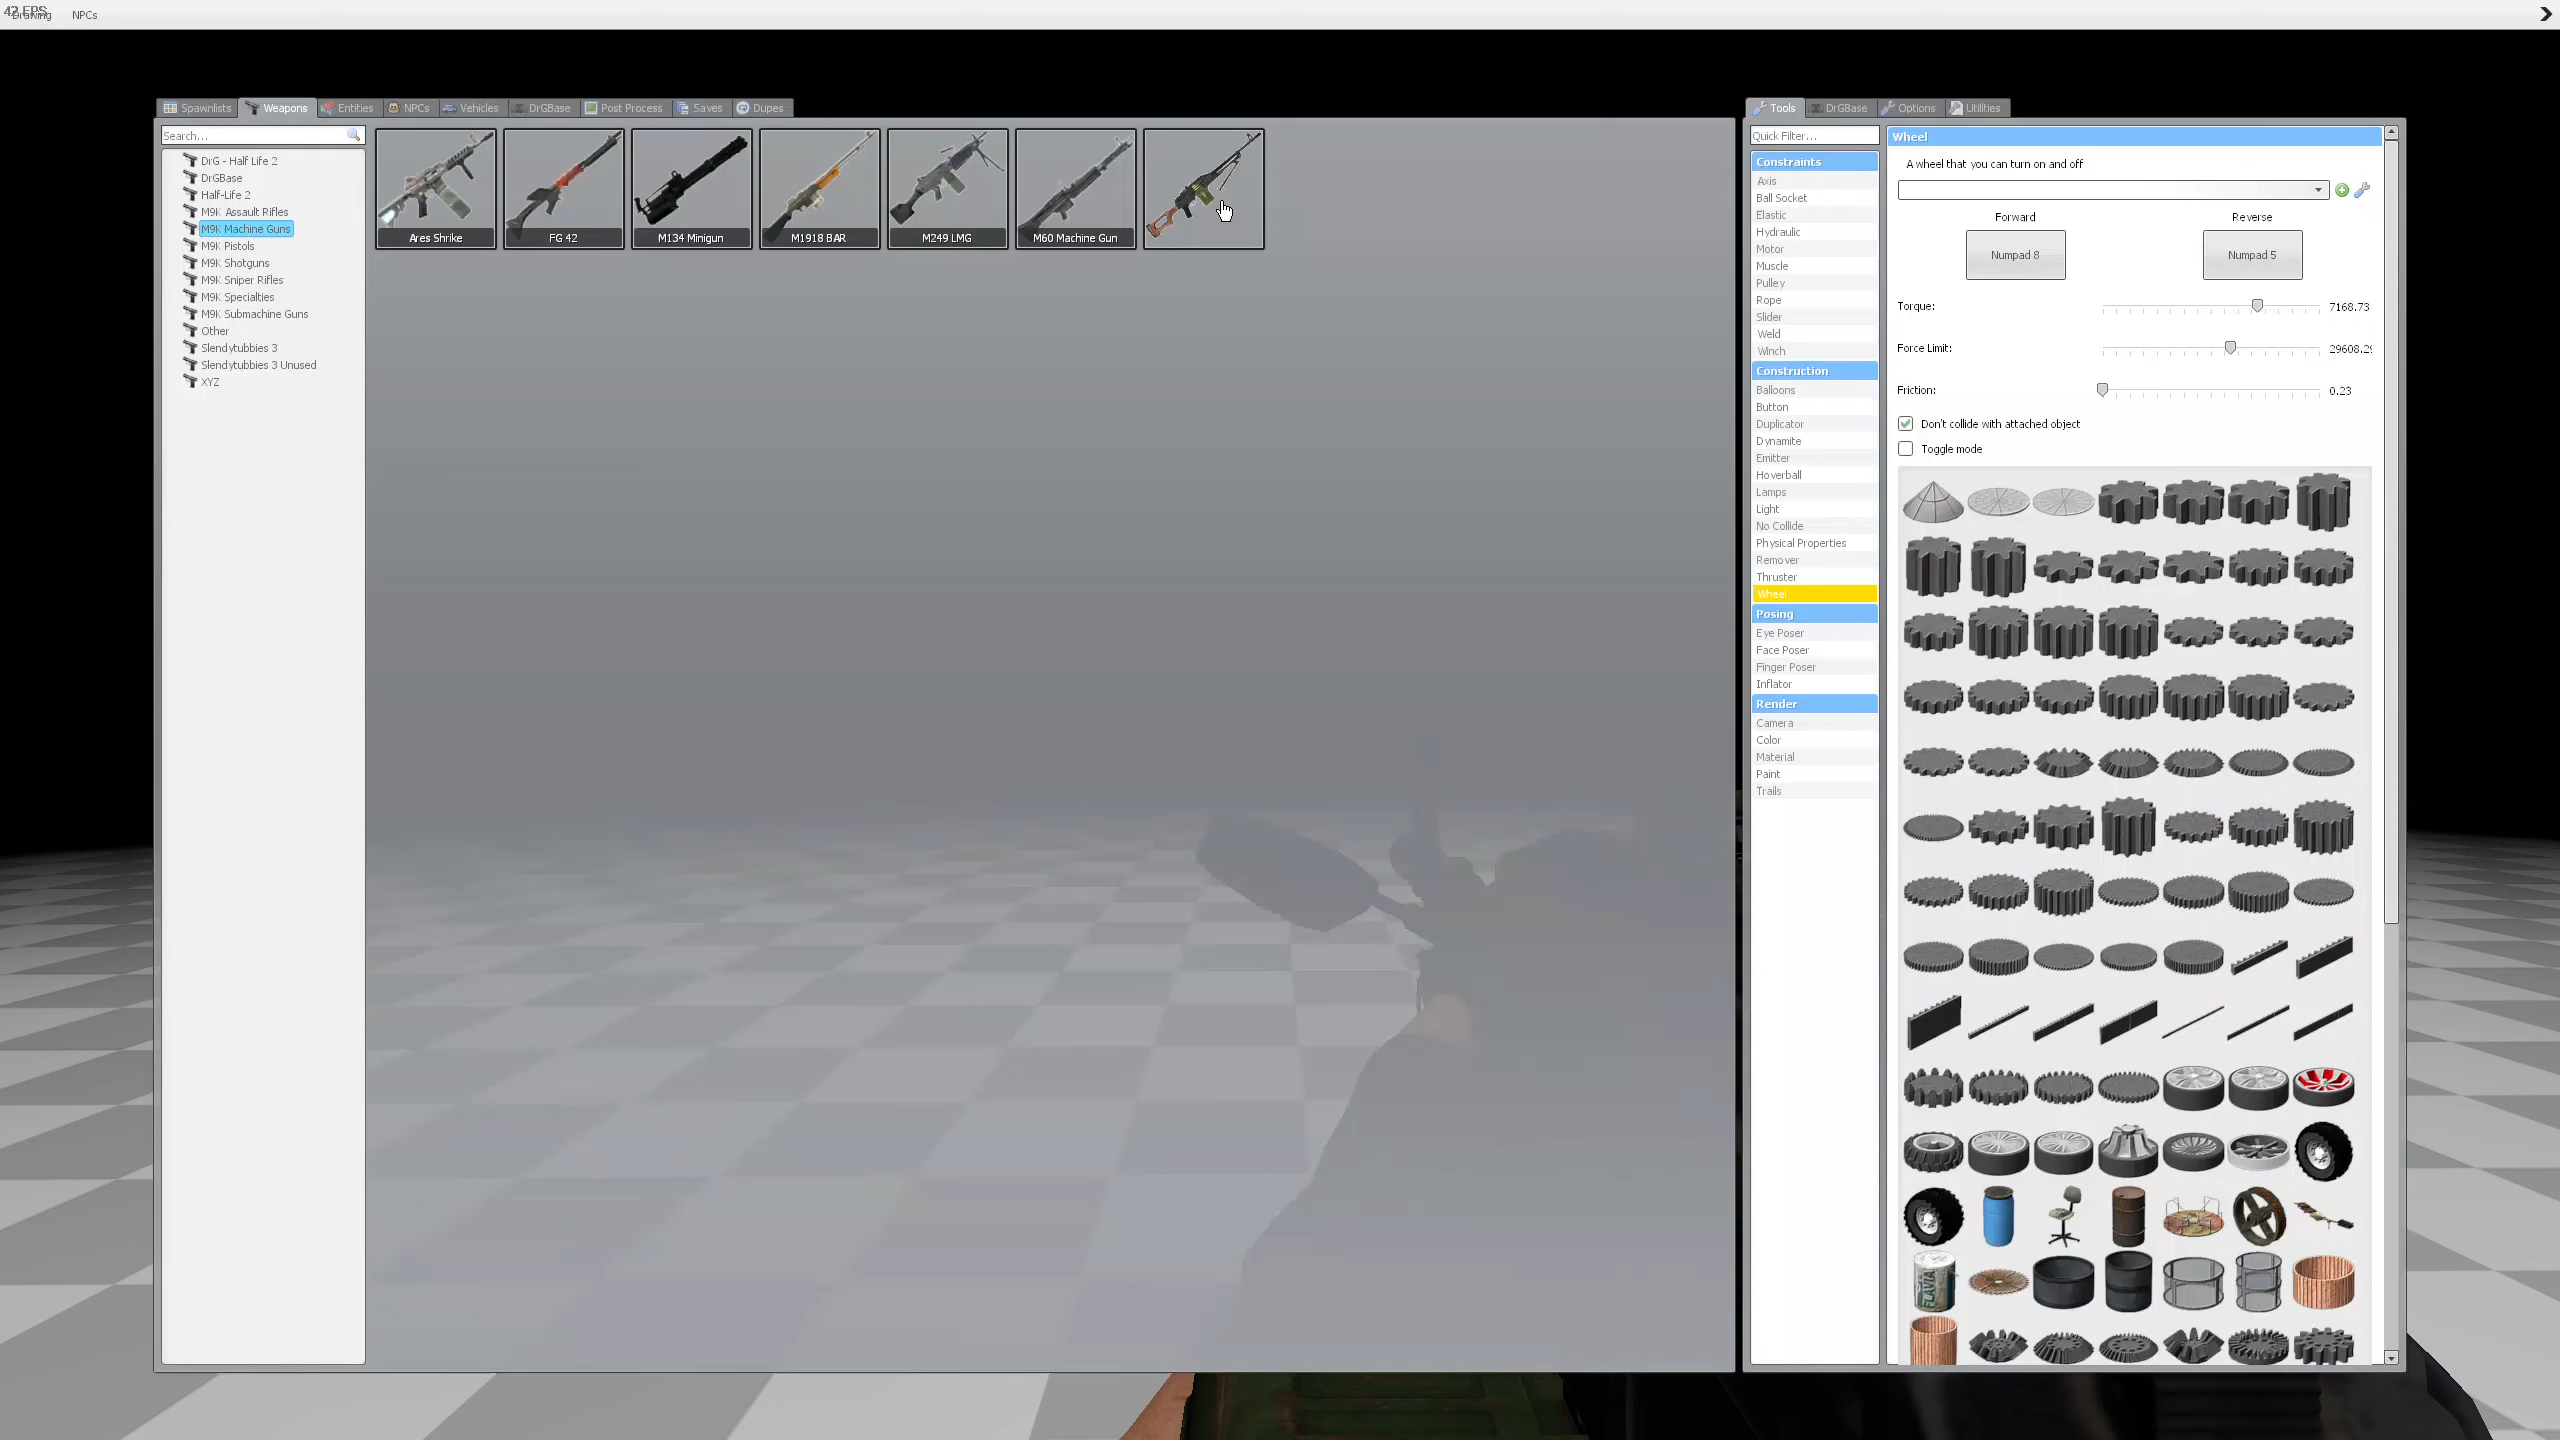 42 FPS
Drawing NPCs
Spawnlists Weapons Entities NPCs Vehicles DrGBase Post Process Saves Dupes
Search...
DrG - Half Life 2
DrGBase
Half-Life 2
M9K Assault Rifles
M9K Machine Guns
M9K Pistols
M9K Shotguns
M9K Sniper Rifles
M9K Specialties
M9K Submachine Guns
Other
Slendytubbies 3
Slendytubbies 3 Unused
XYZ
Ares Shrike
FG 42
M134 Minigun
M1918 BAR
M249 LMG
M60 Machine Gun
Tools DrGBase Options Utilities
Quick Filter...
Constraints
Axis
Ball Socket
Elastic
Hydraulic
Motor
Muscle
Pulley
Rope
Slider
Weld
Winch
Construction
Balloons
Button
Duplicator
Dynamite
Emitter
Hoverball
Lamps
Light
No Collide
Physical Properties
Remover
Thruster
Wheel
Posing
Eye Poser
Face Poser
Finger Poser
Inflator
Render
Camera
Color
Material
Paint
Trails
Wheel
A wheel that you can turn on and off
Forward Reverse
Numpad 8 Numpad 5
Torque: 7168.73
Force Limit: 29608.29
Friction: 0.23
Don't collide with attached object
Toggle mode